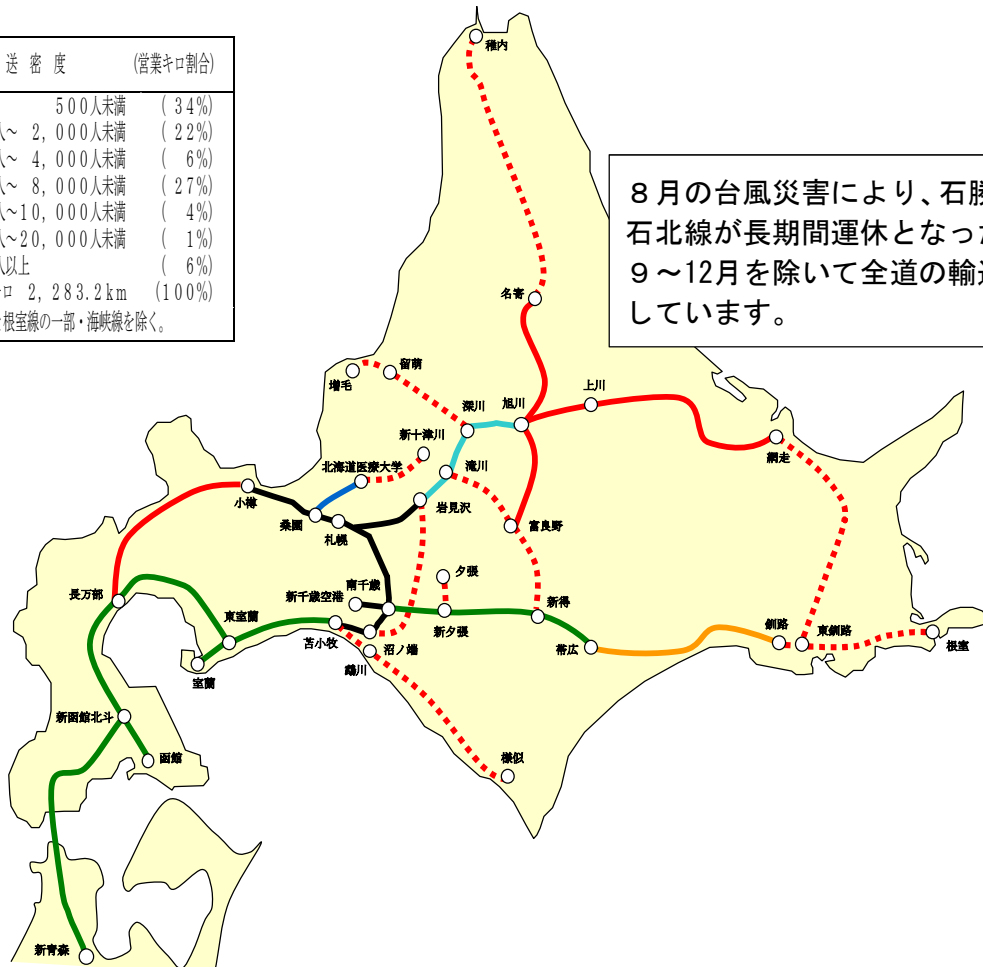 送密度 (営業キロ割合)
500人未満 (34%)
人~ 2,000人未満 (22%)
人~ 4,000人未満 (6%)
人~ 8,000人未満 (27%)
人~10,000人未満 (4%)
人~20,000人未満 (1%)
人以上 (6%)
キロ 2,283.2km (100%)
根室線の一部・海峡線を除く。
8月の台風災害により、石勝
石北線が長期間運休となった
9~12月を除いて全道の輸送
しています。
稚内
名寄
増毛
留萌
深川
旭川
上川
網走
新十津川
北海道医療大学
滝川
岩見沢
富良野
小樽
桑園
札幌
夕張
新夕張
新得
南千歳
新千歳空港
長万部
東室蘭
室蘭
苫小牧
沼ノ端
鵡川
帯広
釧路
東釧路
根室
新函館北斗
函館
様似
新青森